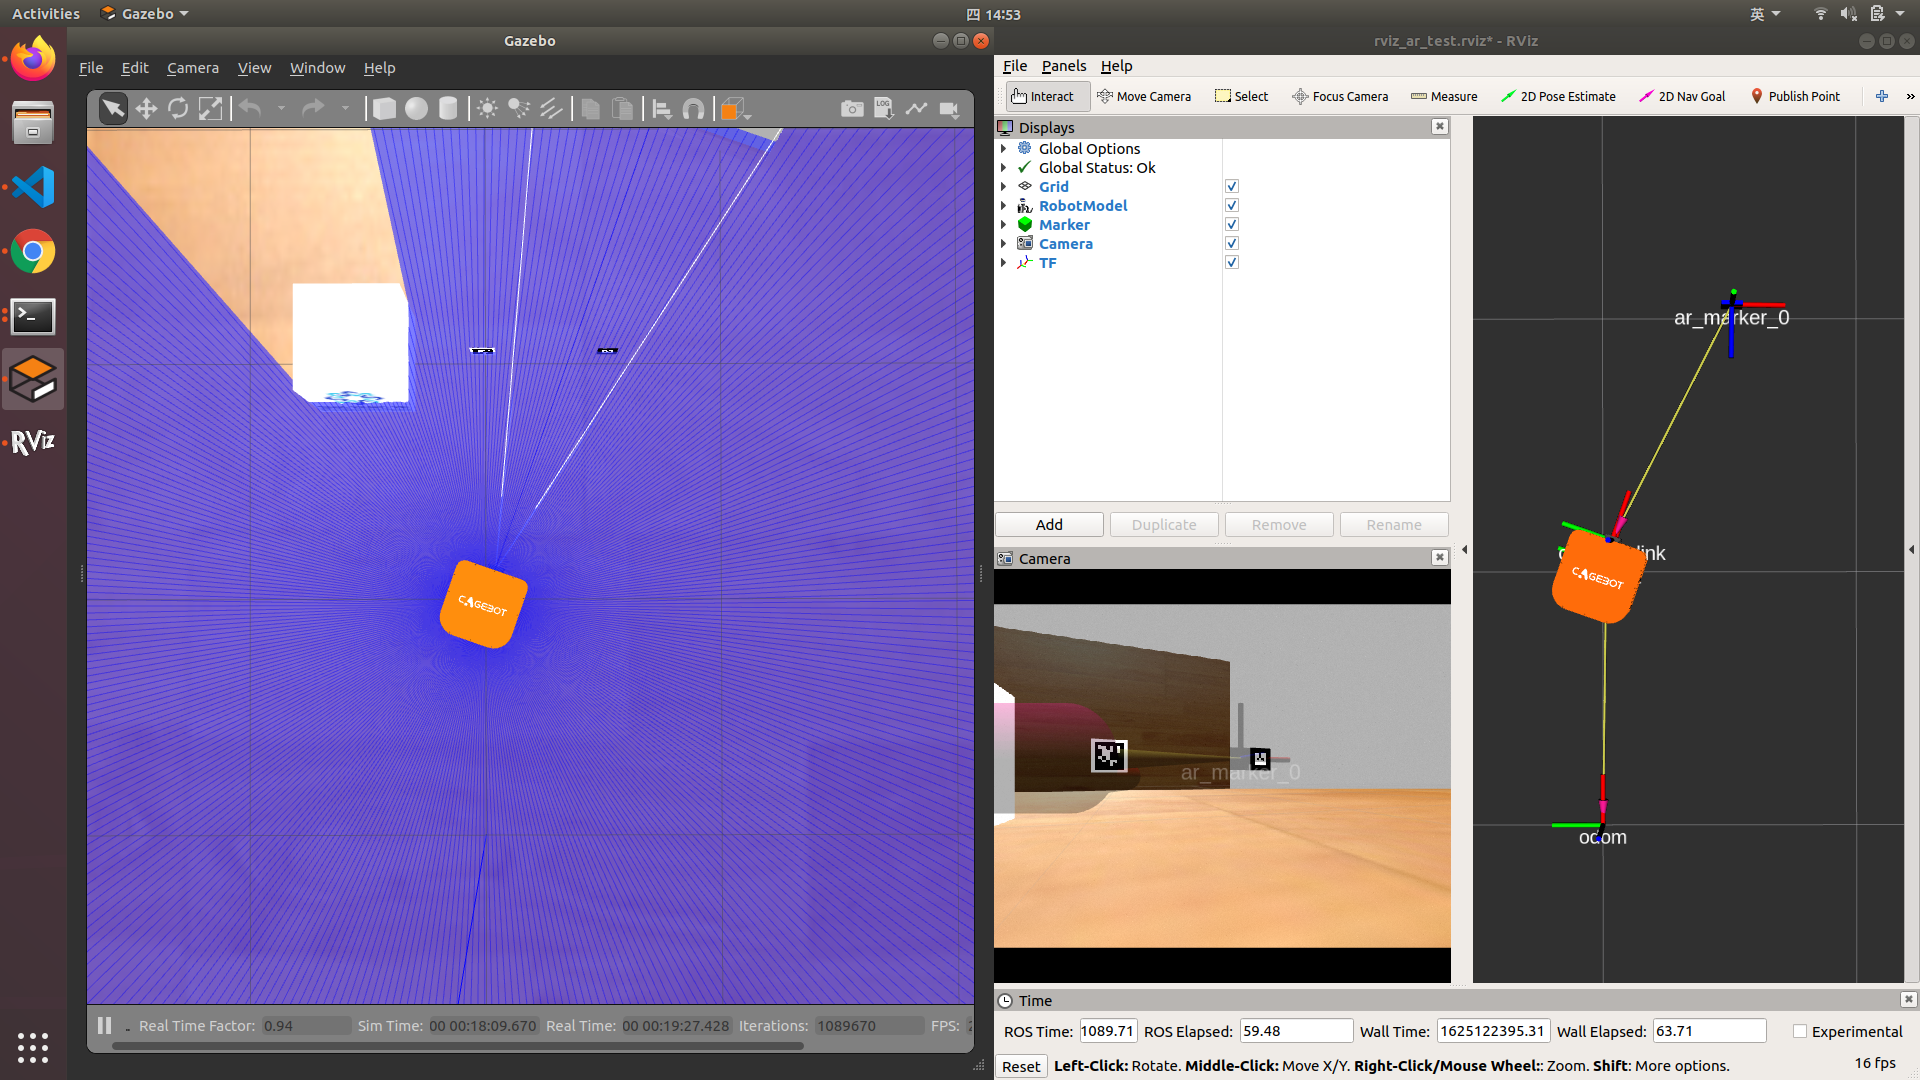 Activities
Gazebo
四 14:53
英
Gazebo
File Edit Camera View Window Help
LOG
CAGEBOT
Real Time Factor: 0.94 Sim Time: 00 00:18:09.670 Real Time: 00 00:19:27.428 Iterations: 1089670 FPS:
RViz
rviz_ar_test.rviz* - RViz
File Panels Help
Interact Move Camera Select Focus Camera Measure 2D Pose Estimate 2D Nav Goal Publish Point »
Displays
Global Options
Global Status: Ok
Grid
RobotModel
Marker
Camera
TF
Add Duplicate Remove Rename
Camera
ar_marker_0
ar_marker_0
link
CAGEBOT
odom
Time
ROS Time: 1089.71 ROS Elapsed: 59.48 Wall Time: 1625122395.31 Wall Elapsed: 63.71 Experimental
Reset Left-Click: Rotate. Middle-Click: Move X/Y. Right-Click/Mouse Wheel:: Zoom. Shift: More options. 16 fps